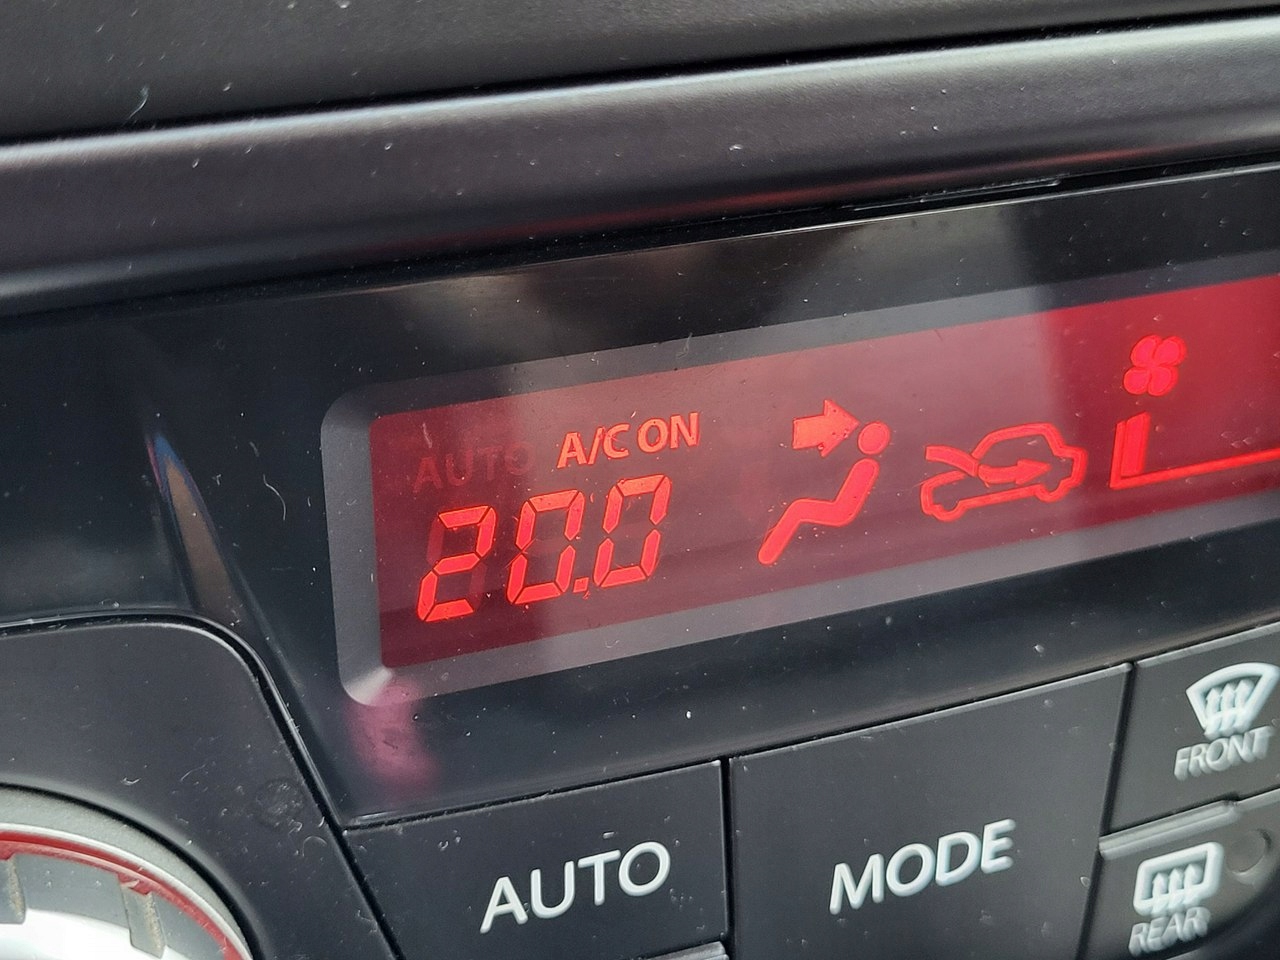 AUTO A/C ON
20.0
AUTO
MODE
FRONT
REAR